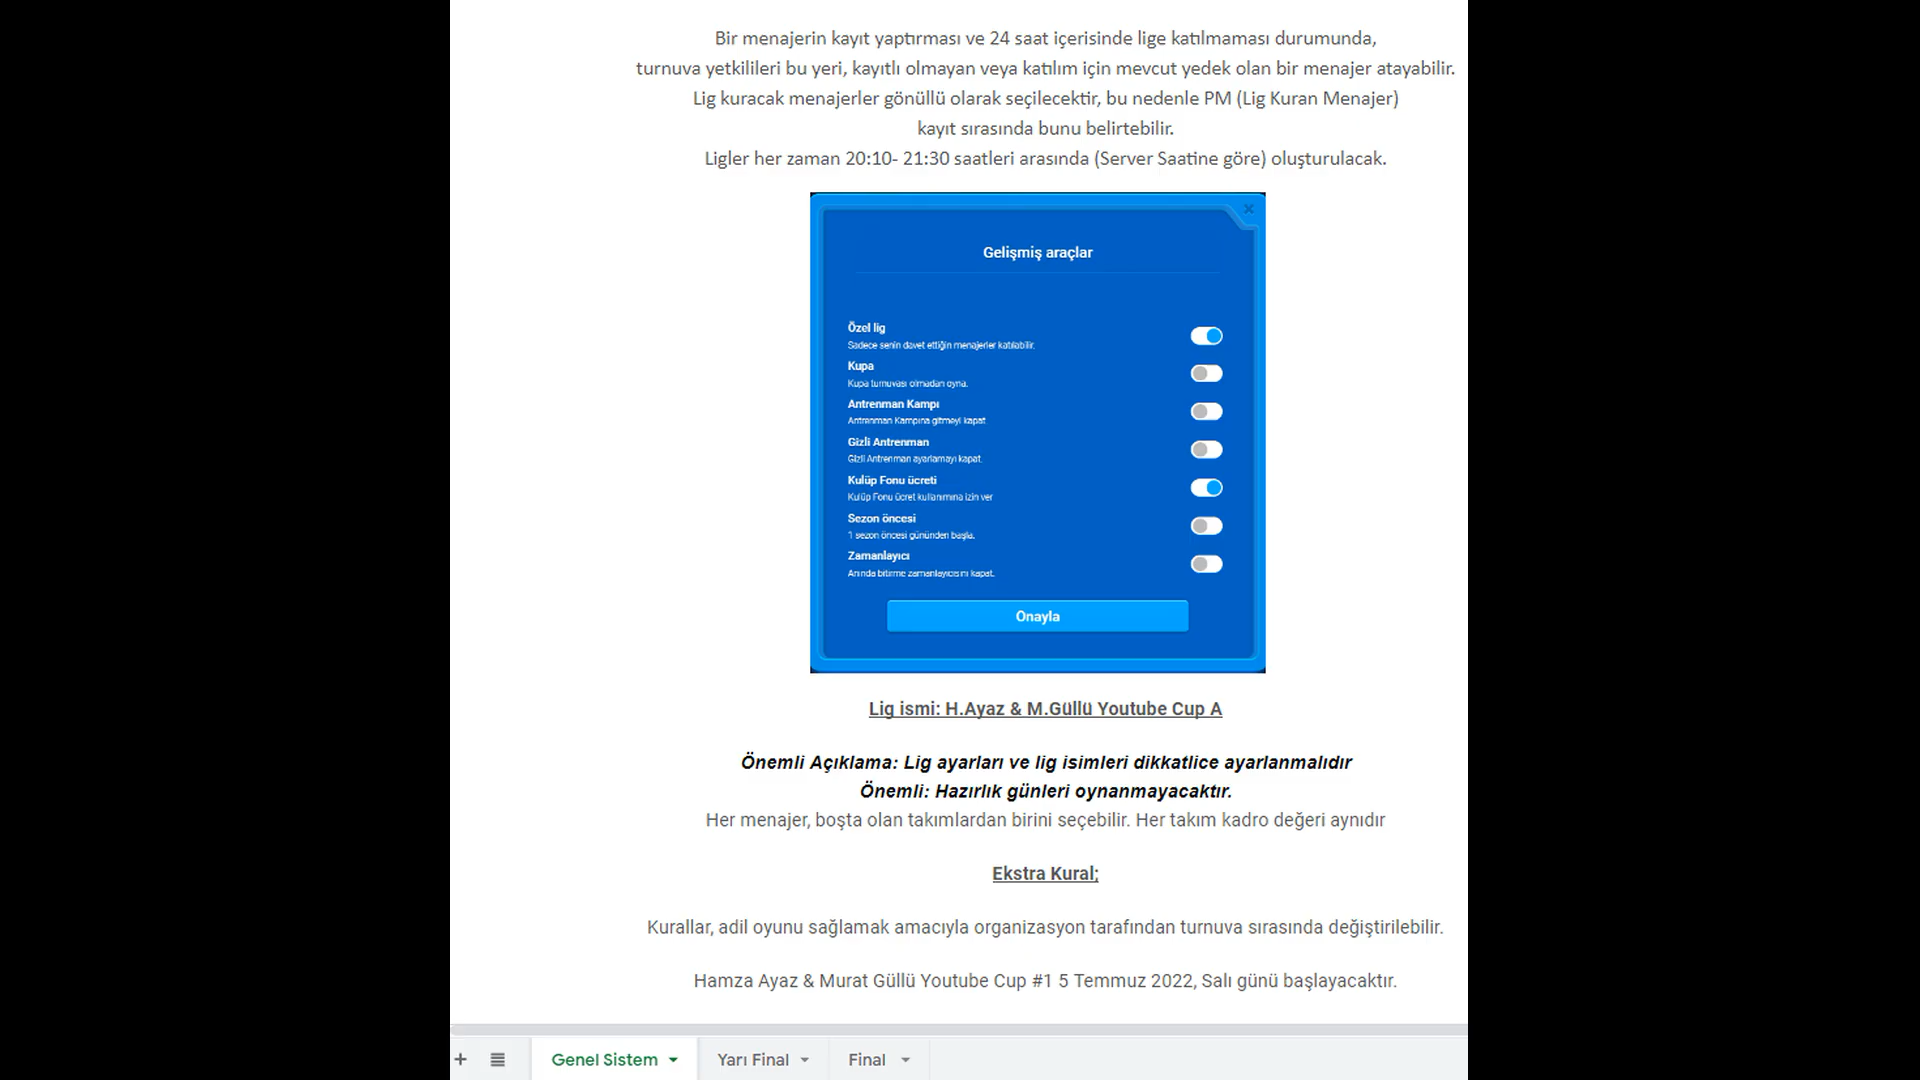 Bir menajerin kayıt yaptırması ve 24 saat içerisinde lige katılmaması durumunda,
turnuva yetkilileri bu yeri, kayıtlı olmayan veya katılım için mevcut yedek olan bir menajer atayabilir.
Lig kuracak menajerler gönüllü olarak seçilecektir, bu nedenle PM (Lig Kuran Menajer)
kayıt sırasında bunu belirtebilir.
Ligler her zaman 20:10- 21:30 saatleri arasında (Server Saatine göre) oluşturulacak.
Gelişmiş araçlar
Özel lig
Sadece senin davet ettiğin menajerler katılabilir.
Kupa
Kupa turnuvası olmadan oyna.
Antrenman Kampı
Antrenman Kampına gitmeyi kapat
Gizli Antrenman
Gizli Antrenman ayarlamayı kapat.
Kulüp Fonu ücreti
Kulüp Fonu ücret kullanımına izin ver
Sezon öncesi
1 sezon öncesi gününden başla.
Zamanlayıcı
Anında bitirme zamanlayıcısını kapat.
Onayla
Lig ismi: H.Ayaz & M.Güllü Youtube Cup A
Önemli Açıklama: Lig ayarları ve lig isimleri dikkatlice ayarlanmalıdır
Önemli: Hazırlık günleri oynanmayacaktır.
Her menajer, boşta olan takımlardan birini seçebilir. Her takım kadro değeri aynıdır
Ekstra Kural;
Kurallar, adil oyunu sağlamak amacıyla organizasyon tarafından turnuva sırasında değiştirilebilir.
Hamza Ayaz & Murat Güllü Youtube Cup #1 5 Temmuz 2022, Salı günü başlayacaktır.
Genel Sistem
Yarı Final
Final